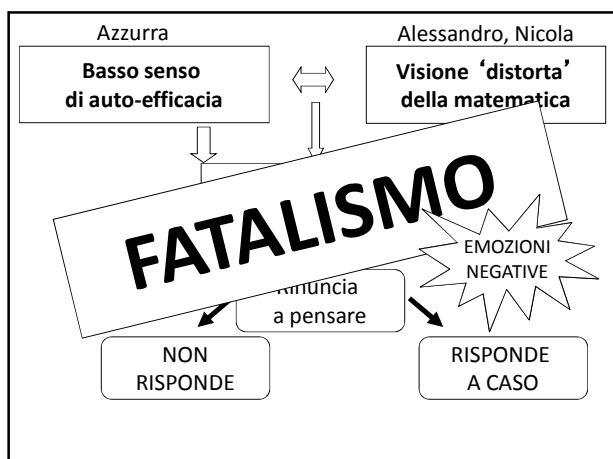 Azzurra
Alessandro, Nicola
Basso senso
di auto-efficacia
Visione ‘distorta’
della matematica
FATALISMO
EMOZIONI
NEGATIVE
Rinuncia
a pensare
NON
RISPONDE
RISPONDE
A CASO